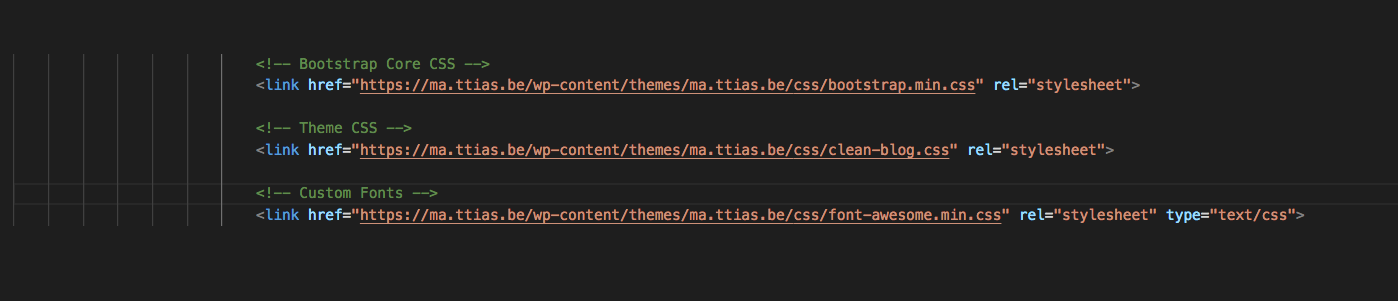 <!-- Bootstrap Core CSS -->
<link href="https://ma.ttias.be/wp-content/themes/ma.ttias.be/css/bootstrap.min.css" rel="stylesheet">
<!-- Theme CSS -->
<link href="https://ma.ttias.be/wp-content/themes/ma.ttias.be/css/clean-blog.css" rel="stylesheet">
<!-- Custom Fonts -->
<link href="https://ma.ttias.be/wp-content/themes/ma.ttias.be/css/font-awesome.min.css" rel="stylesheet" type="text/css">